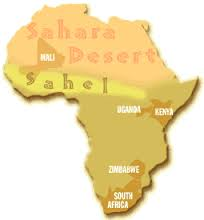 Sahara
Desert
MALI
Sahel
UGANDA
KENYA
ZIMBABWE
SOUTH
AFRICA